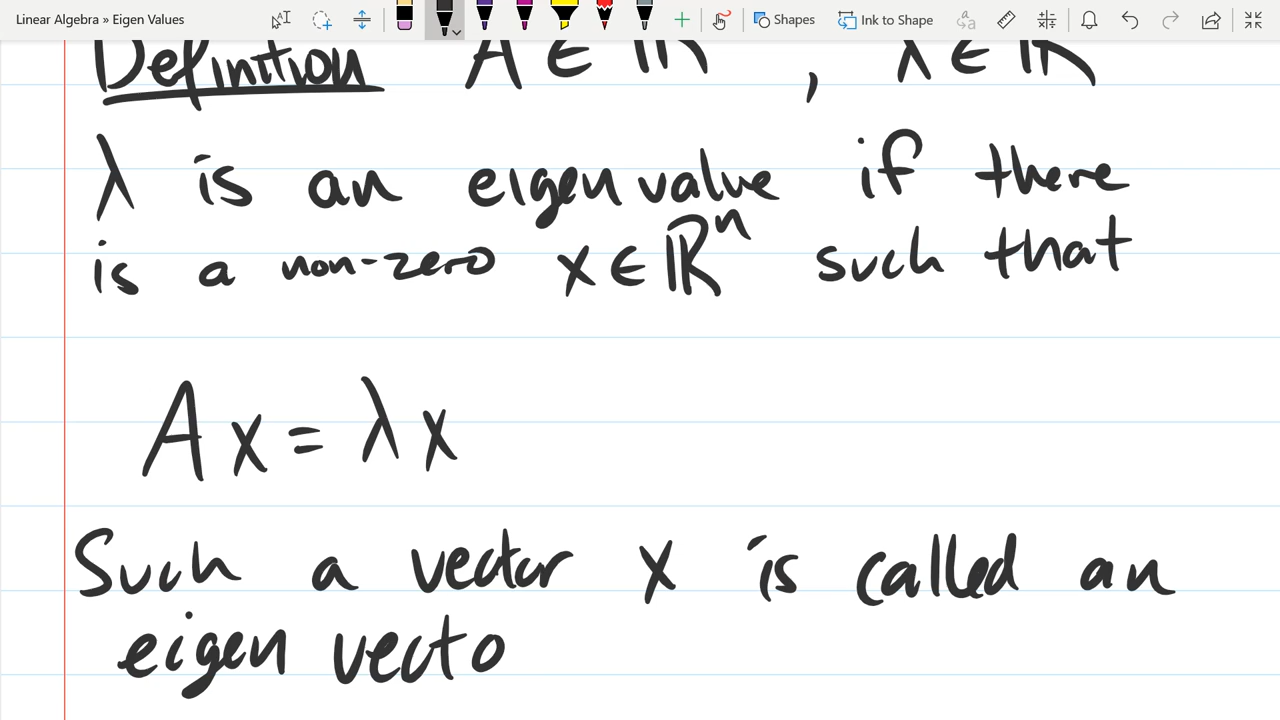 Linear Algebra » Eigen Values
Shapes
Ink to Shape
Definition A ∈ ℝ , λ ∈ ℝ
λ is an eigenvalue if there
is a non-zero x ∈ ℝⁿ such that
Ax = λx
Such a vector x is called an
eigen vecto